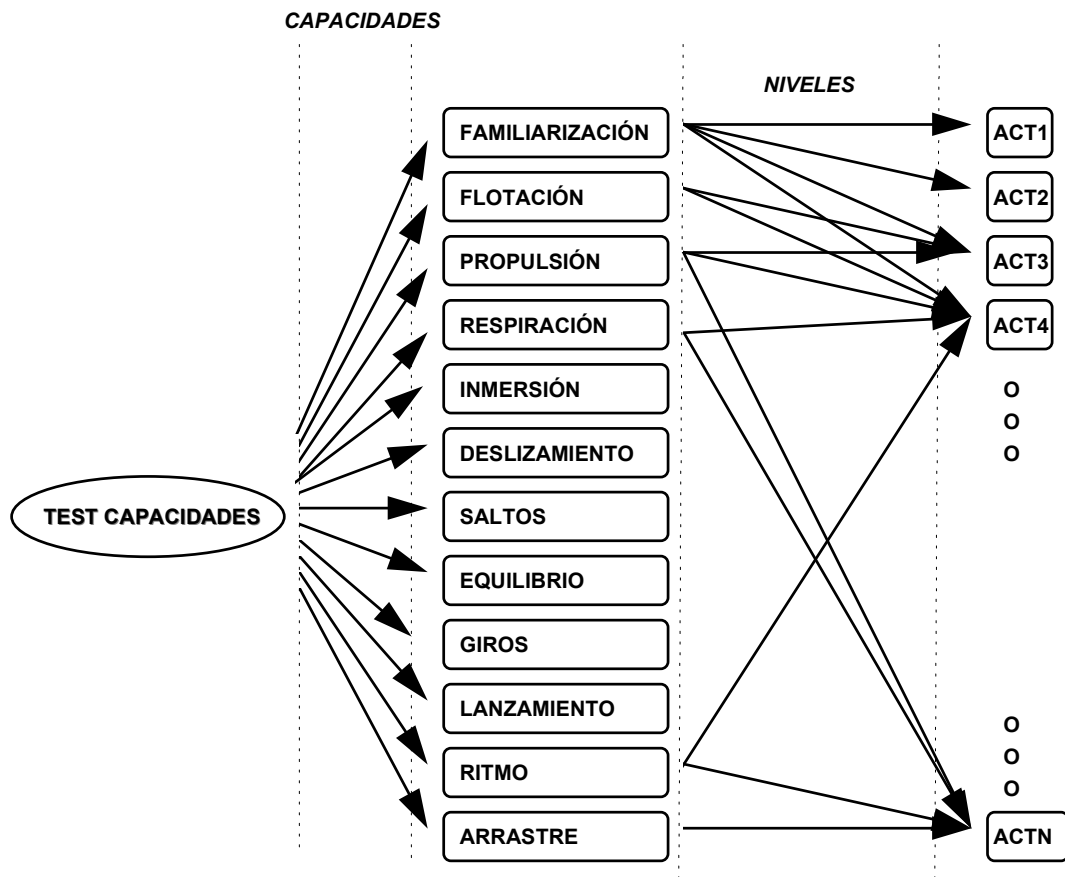 CAPACIDADES
NIVELES
FAMILIARIZACIÓN
ACT1
FLOTACIÓN
ACT2
PROPULSIÓN
ACT3
RESPIRACIÓN
ACT4
INMERSIÓN
O
O
DESLIZAMIENTO
O
TEST CAPACIDADES
SALTOS
EQUILIBRIO
GIROS
LANZAMIENTO
O
RITMO
O
O
ARRASTRE
ACTN